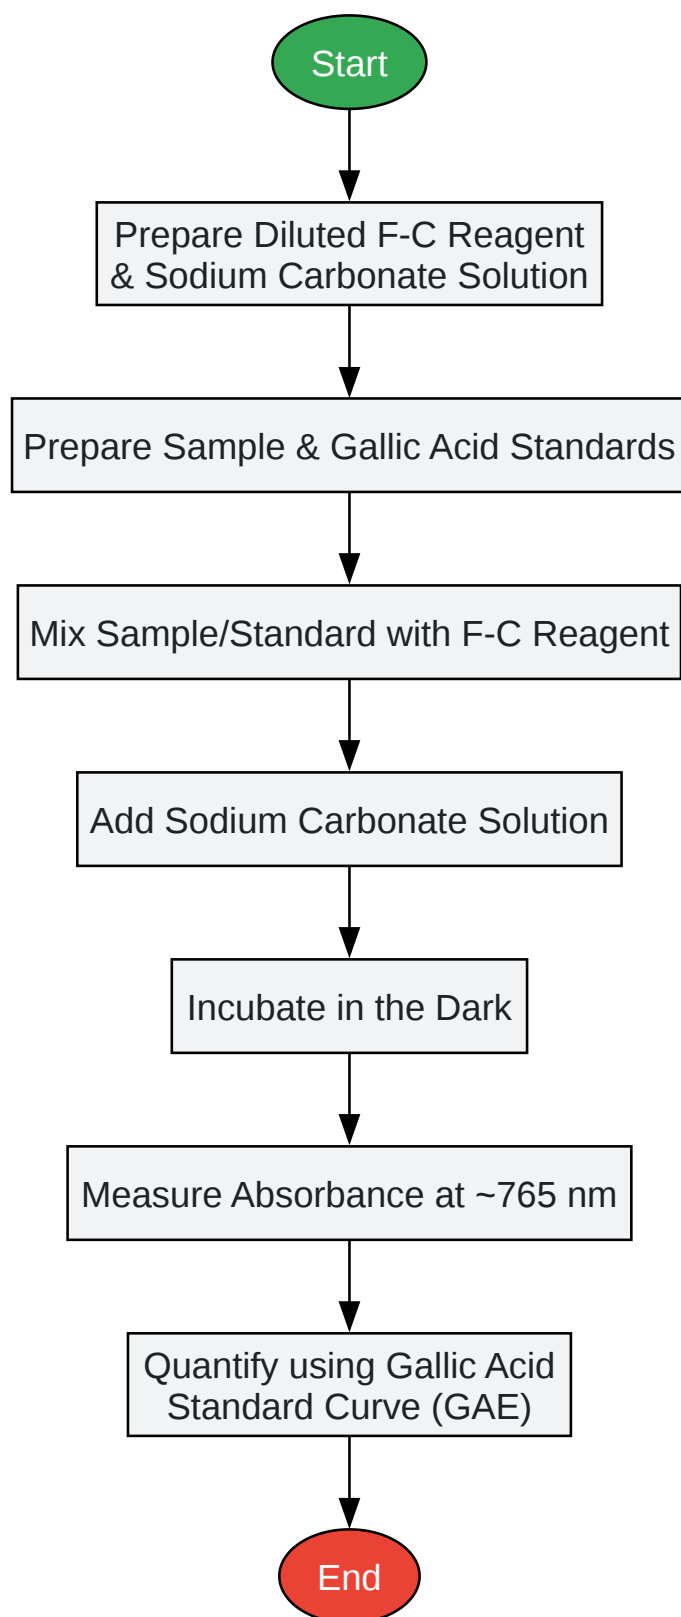 Start
Prepare Diluted F-C Reagent
& Sodium Carbonate Solution
Prepare Sample & Gallic Acid Standards
Mix Sample/Standard with F-C Reagent
Add Sodium Carbonate Solution
Incubate in the Dark
Measure Absorbance at ~765 nm
Quantify using Gallic Acid
Standard Curve (GAE)
End